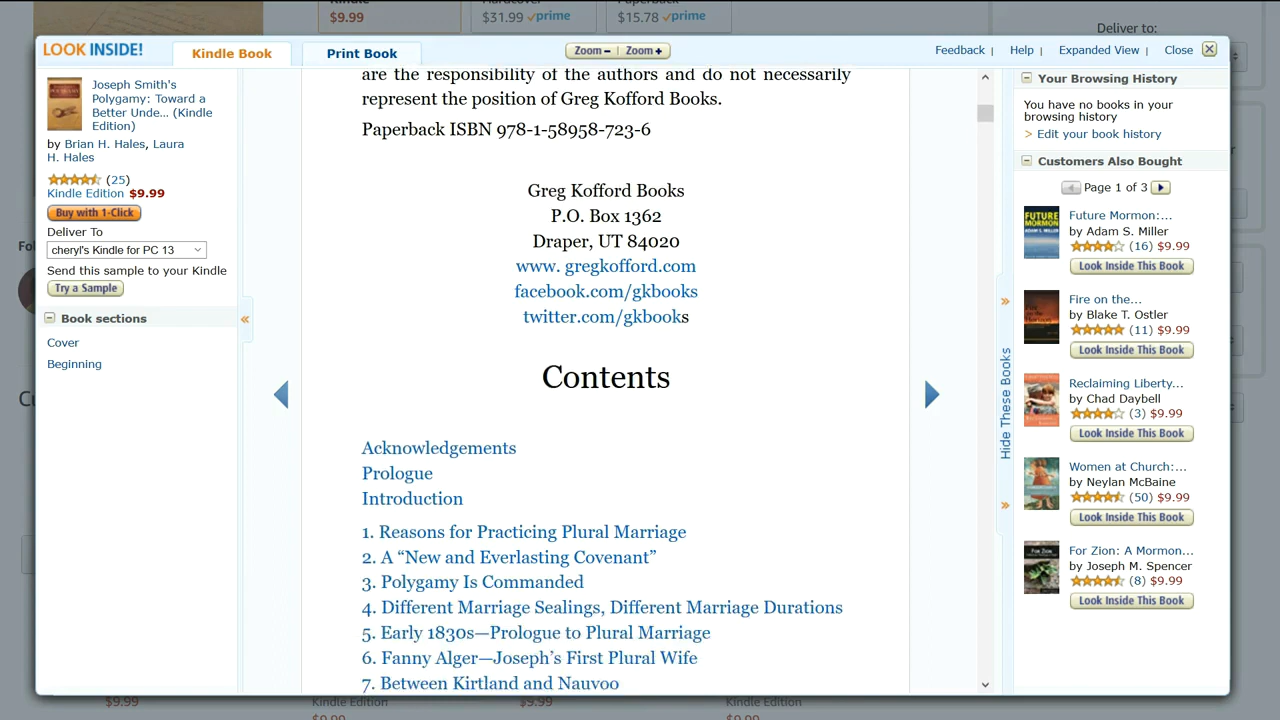 Kindle
$9.99
Hardcover
$31.99 prime
Paperback
$15.78 prime
Deliver to:
LOOK INSIDE!
Kindle Book
Print Book
Zoom – | Zoom +
Feedback |
Help |
Expanded View |
Close
Joseph Smith's
Polygamy: Toward a
Better Unde... (Kindle
Edition)
by Brian H. Hales, Laura
H. Hales
(25)
Kindle Edition $9.99
Buy with 1-Click
Deliver To
cheryl's Kindle for PC 13
Send this sample to your Kindle
Try a Sample
Book sections
Cover
Beginning
are the responsibility of the authors and do not necessarily
represent the position of Greg Kofford Books.
Paperback ISBN 978-1-58958-723-6
Greg Kofford Books
P.O. Box 1362
Draper, UT 84020
www. gregkofford.com
facebook.com/gkbooks
twitter.com/gkbooks
Contents
Acknowledgements
Prologue
Introduction
1. Reasons for Practicing Plural Marriage
2. A “New and Everlasting Covenant”
3. Polygamy Is Commanded
4. Different Marriage Sealings, Different Marriage Durations
5. Early 1830s—Prologue to Plural Marriage
6. Fanny Alger—Joseph’s First Plural Wife
7. Between Kirtland and Nauvoo
Hide These Books
Your Browsing History
You have no books in your
browsing history
> Edit your book history
Customers Also Bought
Page 1 of 3
FUTURE
MORMON
Future Mormon:...
by Adam S. Miller
(16) $9.99
Look Inside This Book
Fire on the...
by Blake T. Ostler
(11) $9.99
Look Inside This Book
Reclaiming Liberty...
by Chad Daybell
(3) $9.99
Look Inside This Book
Women at Church:...
by Neylan McBaine
(50) $9.99
Look Inside This Book
FOR ZION
For Zion: A Mormon...
by Joseph M. Spencer
(8) $9.99
Look Inside This Book
$9.99
Kindle Edition
$9.99
$9.99
Kindle Edition
$9.99